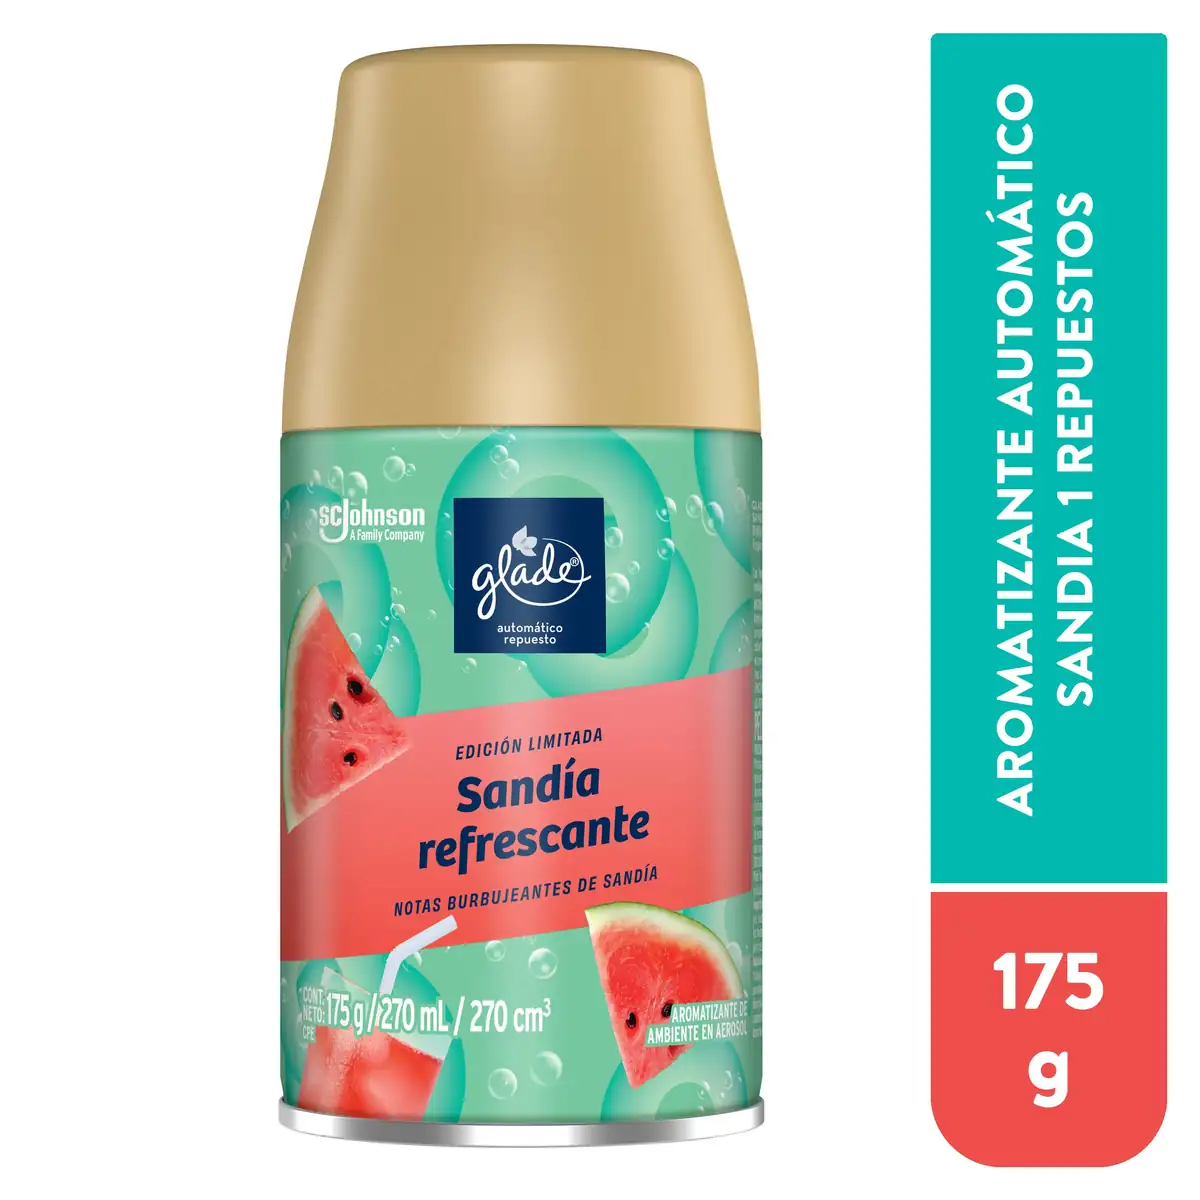 SCJohnson
A Family Company
glade®
automático
repuesto
EDICIÓN LIMITADA
Sandía
refrescante
NOTAS BURBUJEANTES DE SANDÍA
CONT.
NETO:
CPE
175 g / 270 mL / 270 cm³
AROMATIZANTE DE
AMBIENTE EN AEROSOL
AROMATIZANTE AUTOMÁTICO
SANDIA 1 REPUESTOS
175
g